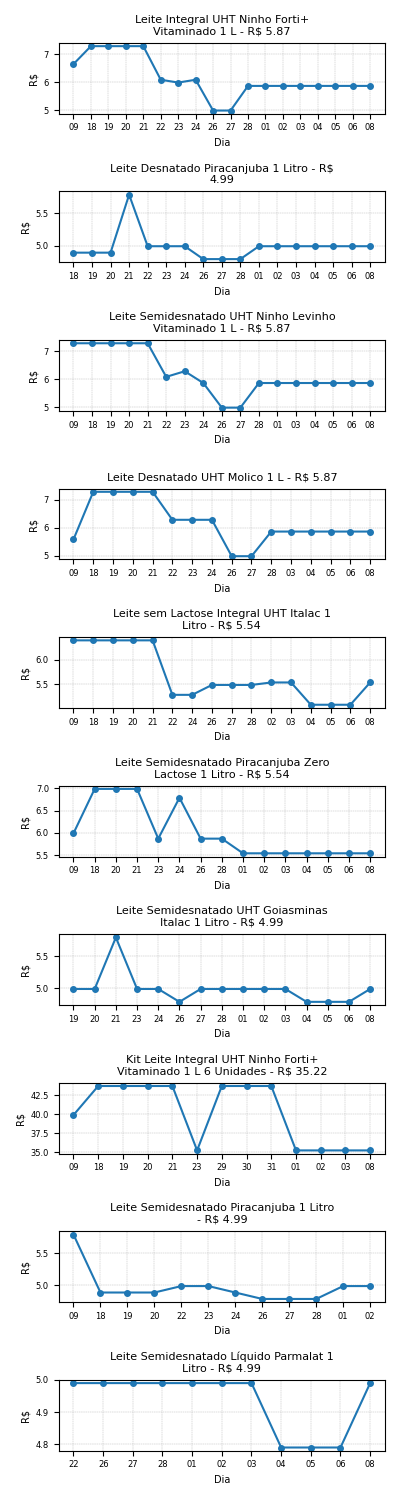 Leite Integral UHT Ninho Forti+
Vitaminado 1 L - R$ 5.87
R$
7
6
5
09 18 19 20 21 22 23 24 26 27 28 01 02 03 04 05 06 08
Dia
Leite Desnatado Piracanjuba 1 Litro - R$
4.99
R$
5.5
5.0
18 19 20 21 22 23 24 26 27 28 01 02 03 04 05 06 08
Dia
Leite Semidesnatado UHT Ninho Levinho
Vitaminado 1 L - R$ 5.87
R$
7
6
5
09 18 19 20 21 22 23 24 26 27 28 01 02 03 04 05 08
Dia
Leite Desnatado UHT Molico 1 L - R$ 5.87
R$
7
6
5
09 18 19 20 21 22 23 24 26 27 28 03 04 05 06 08
Dia
Leite sem Lactose Integral UHT Italac 1
Litro - R$ 5.54
R$
6.0
5.5
09 18 19 20 21 22 24 26 27 28 02 03 04 05 06 08
Dia
Leite Semidesnatado Piracanjuba Zero
Lactose 1 Litro - R$ 5.54
R$
7.0
6.5
6.0
5.5
09 18 20 21 23 24 26 28 01 02 03 04 05 06 08
Dia
Leite Semidesnatado UHT Goiasminas
Italac 1 Litro - R$ 4.99
R$
5.5
5.0
19 20 21 23 24 26 27 28 01 02 03 04 05 06 08
Dia
Kit Leite Integral UHT Ninho Forti+
Vitaminado 1 L 6 Unidades - R$ 35.22
R$
42.5
40.0
37.5
35.0
09 18 19 20 21 23 29 30 31 01 02 03 08
Dia
Leite Semidesnatado Piracanjuba 1 Litro
- R$ 4.99
R$
5.5
5.0
09 18 19 20 22 23 24 26 27 28 01 02
Dia
Leite Semidesnatado Líquido Parmalat 1
Litro - R$ 4.99
R$
5.0
4.9
4.8
22 26 27 28 01 02 03 04 05 06 08
Dia